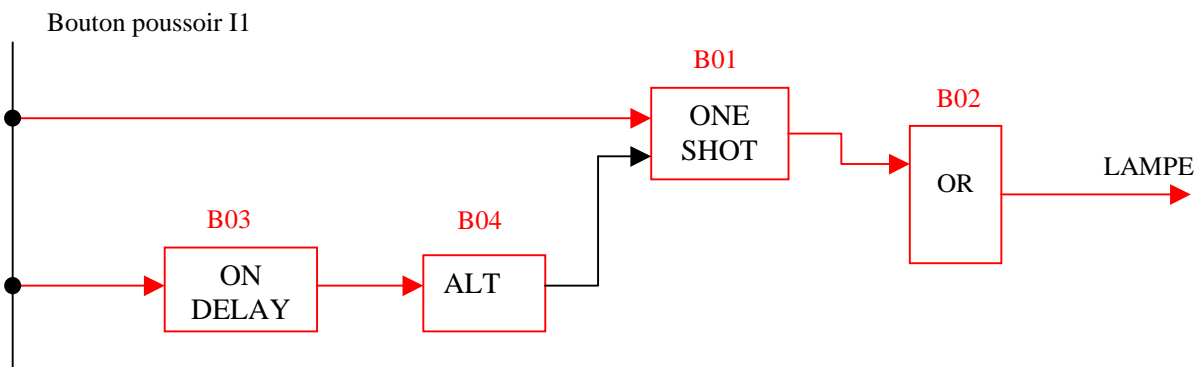 Bouton poussoir I1
B01
ONE
SHOT
B02
OR
LAMPE
B03
ON
DELAY
B04
ALT